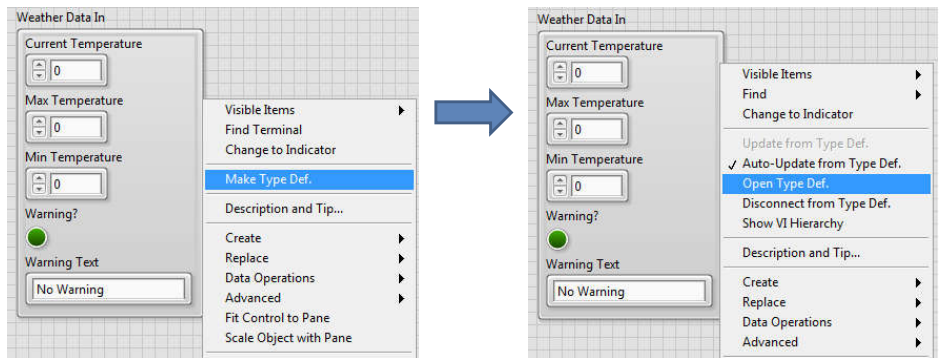 Weather Data In
Current Temperature
0
Max Temperature
0
Min Temperature
0
Warning?
Warning Text
No Warning
Visible Items
Find Terminal
Change to Indicator
Make Type Def.
Description and Tip...
Create
Replace
Data Operations
Advanced
Fit Control to Pane
Scale Object with Pane
Weather Data In
Current Temperature
0
Max Temperature
0
Min Temperature
0
Warning?
Warning Text
No Warning
Visible Items
Find
Change to Indicator
Update from Type Def.
Auto-Update from Type Def.
Open Type Def.
Disconnect from Type Def.
Show VI Hierarchy
Description and Tip...
Create
Replace
Data Operations
Advanced